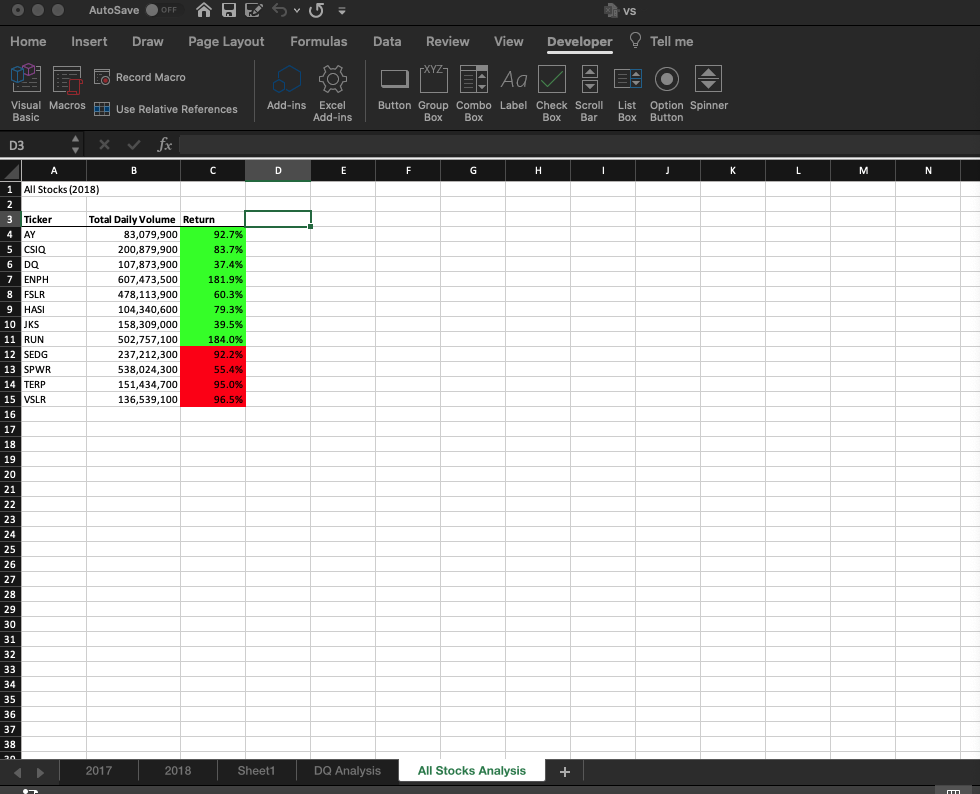 AutoSave OFF vs
Home Insert Draw Page Layout Formulas Data Review View Developer Tell me
Visual Basic
Macros
Record Macro
Use Relative References
Add-ins
Excel Add-ins
Button
XYZ
Group Box
Combo Box
Aa
Label
Check Box
Scroll Bar
List Box
Option Button
Spinner
D3 fx
A B C D E F G H I J K L M N
1 All Stocks (2018)
2
3 Ticker Total Daily Volume Return
4 AY 83,079,900 92.7%
5 CSIQ 200,879,900 83.7%
6 DQ 107,873,900 37.4%
7 ENPH 607,473,500 181.9%
8 FSLR 478,113,900 60.3%
9 HASI 104,340,600 79.3%
10 JKS 158,309,000 39.5%
11 RUN 502,757,100 184.0%
12 SEDG 237,212,300 92.2%
13 SPWR 538,024,300 55.4%
14 TERP 151,434,700 95.0%
15 VSLR 136,539,100 96.5%
16
17
18
19
20
21
22
23
24
25
26
27
28
29
30
31
32
33
34
35
36
37
38
39
2017 2018 Sheet1 DQ Analysis All Stocks Analysis +